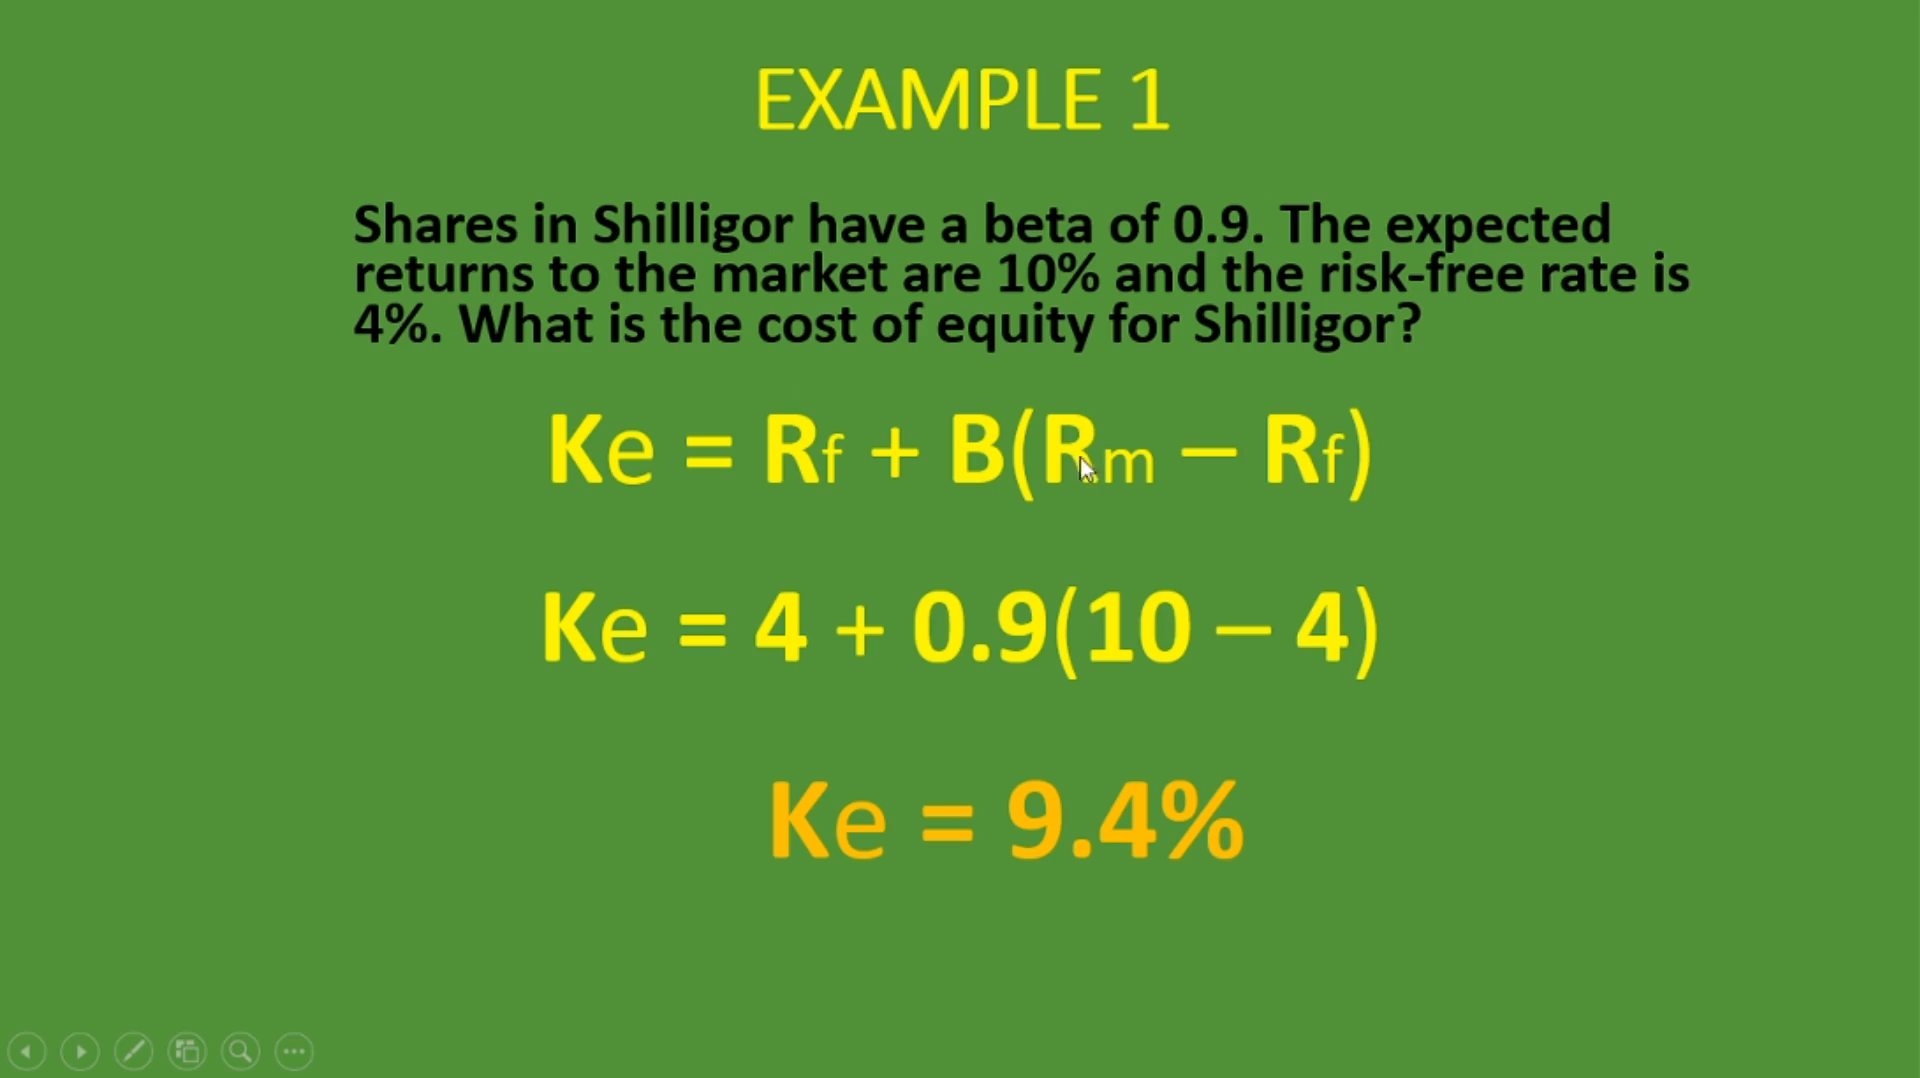 EXAMPLE 1
Shares in Shilligor have a beta of 0.9. The expected
returns to the market are 10% and the risk-free rate is
4%. What is the cost of equity for Shilligor?
Ke = Rf + B(Rm – Rf)
Ke = 4 + 0.9(10 – 4)
Ke = 9.4%